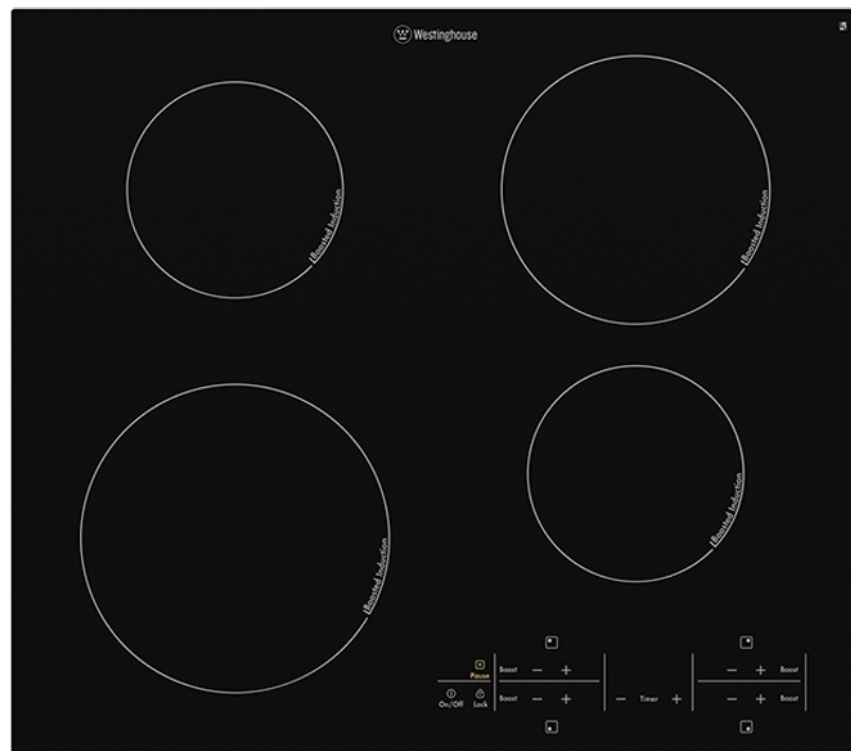 Westinghouse
Boosted Induction
Boosted Induction
Boosted Induction
Boosted Induction
Pause
Boost − +
− + Boost
On/Off
Lock
Boost − +
− Timer +
− + Boost